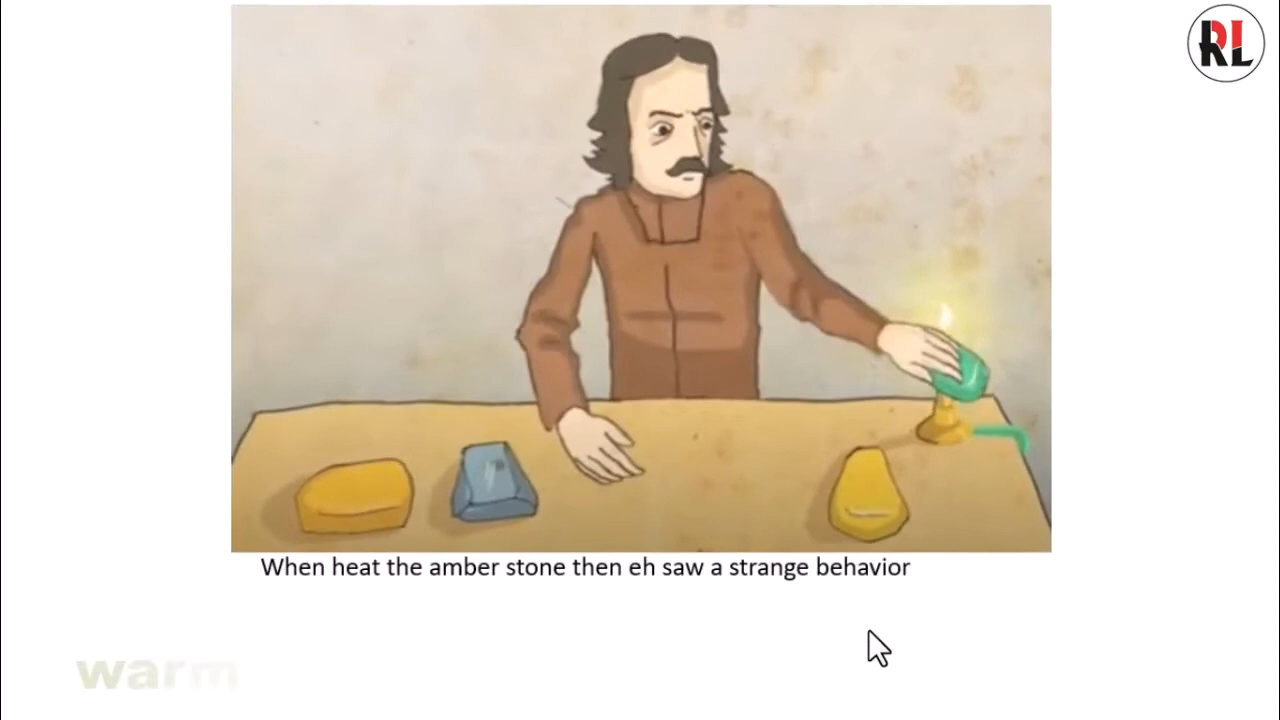 RL
When heat the amber stone then eh saw a strange behavior
warm